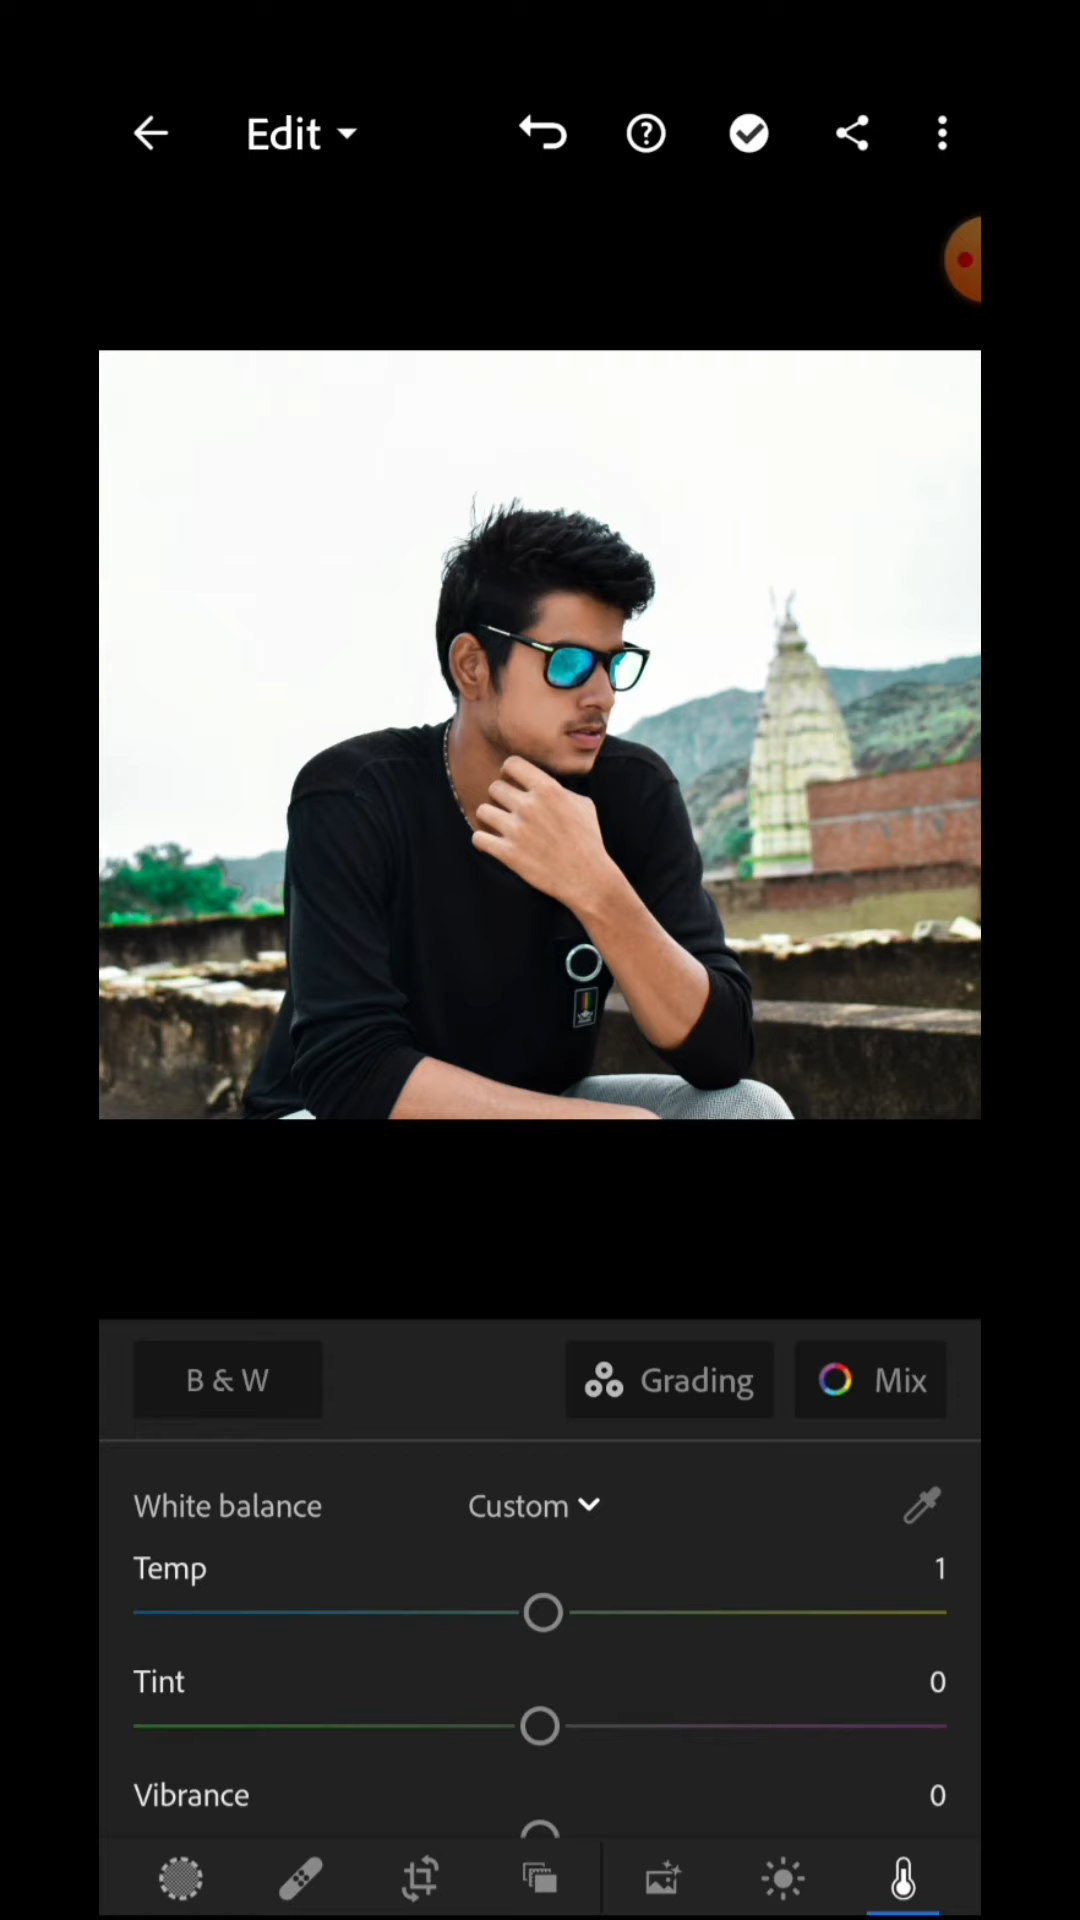 Edit
B & W
Grading
Mix
White balance
Custom
Temp
1
Tint
0
Vibrance
0